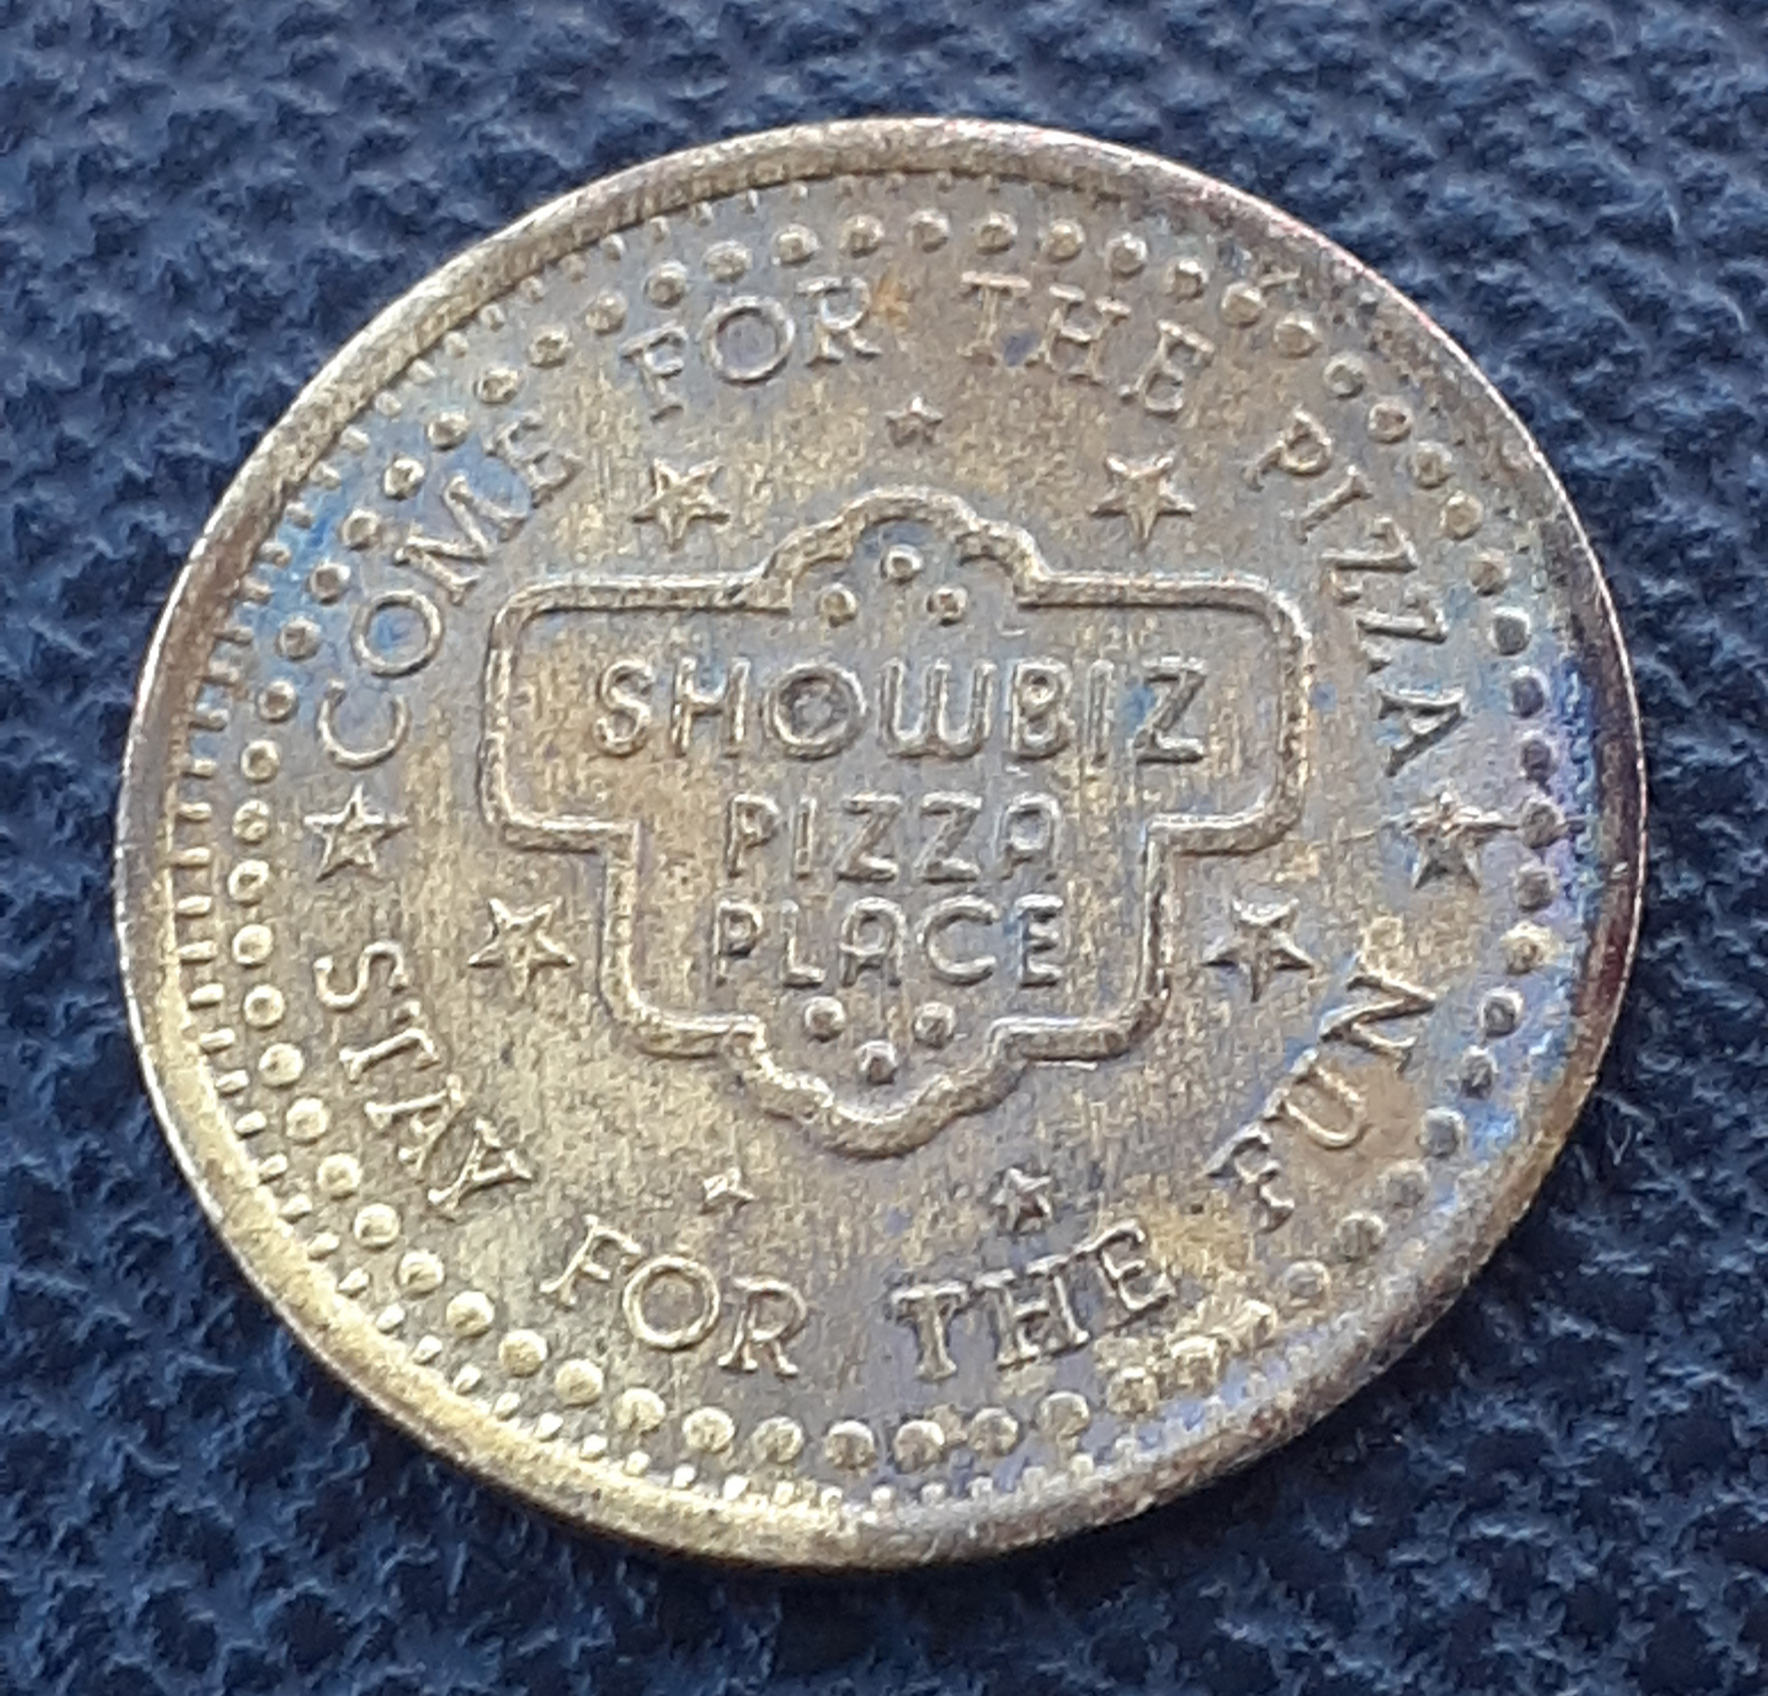 COME FOR THE PIZZA
SHOWBIZ
PIZZA
PLACE
STAY FOR THE FUN